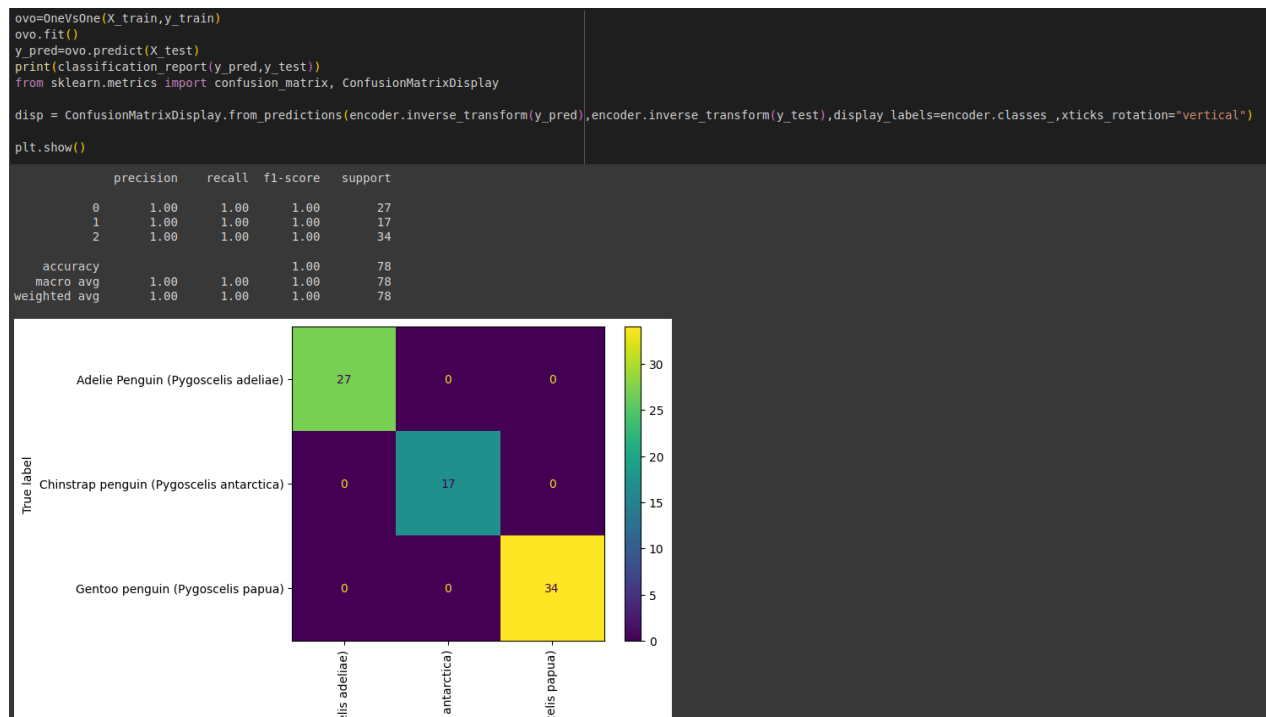 ovo=OneVsOne(X_train,y_train)
ovo.fit()
y_pred=ovo.predict(X_test)
print(classification_report(y_pred,y_test))
from sklearn.metrics import confusion_matrix, ConfusionMatrixDisplay
disp = ConfusionMatrixDisplay.from_predictions(encoder.inverse_transform(y_pred),encoder.inverse_transform(y_test),display_labels=encoder.classes_,xticks_rotation="vertical")
plt.show()
precision recall f1-score support
0 1.00 1.00 1.00 27
1 1.00 1.00 1.00 17
2 1.00 1.00 1.00 34
accuracy 1.00 78
macro avg 1.00 1.00 1.00 78
weighted avg 1.00 1.00 1.00 78
True label
Adelie Penguin (Pygoscelis adeliae) 27 0 0
Chinstrap penguin (Pygoscelis antarctica) 0 17 0
Gentoo penguin (Pygoscelis papua) 0 0 34
30
25
20
15
10
5
0
adeliae)
antarctica)
papua)